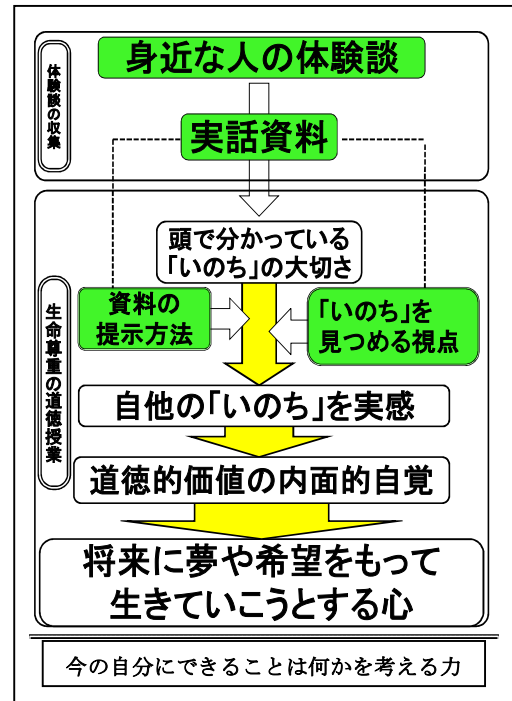 体験談の収集
身近な人の体験談
実話資料
生命尊重の道徳授業
頭で分かっている
「いのち」の大切さ
資料の
提示方法
「いのち」を
見つめる視点
自他の「いのち」を実感
道徳的価値の内面的自覚
将来に夢や希望をもって
生きていこうとする心
今の自分にできることは何かを考える力